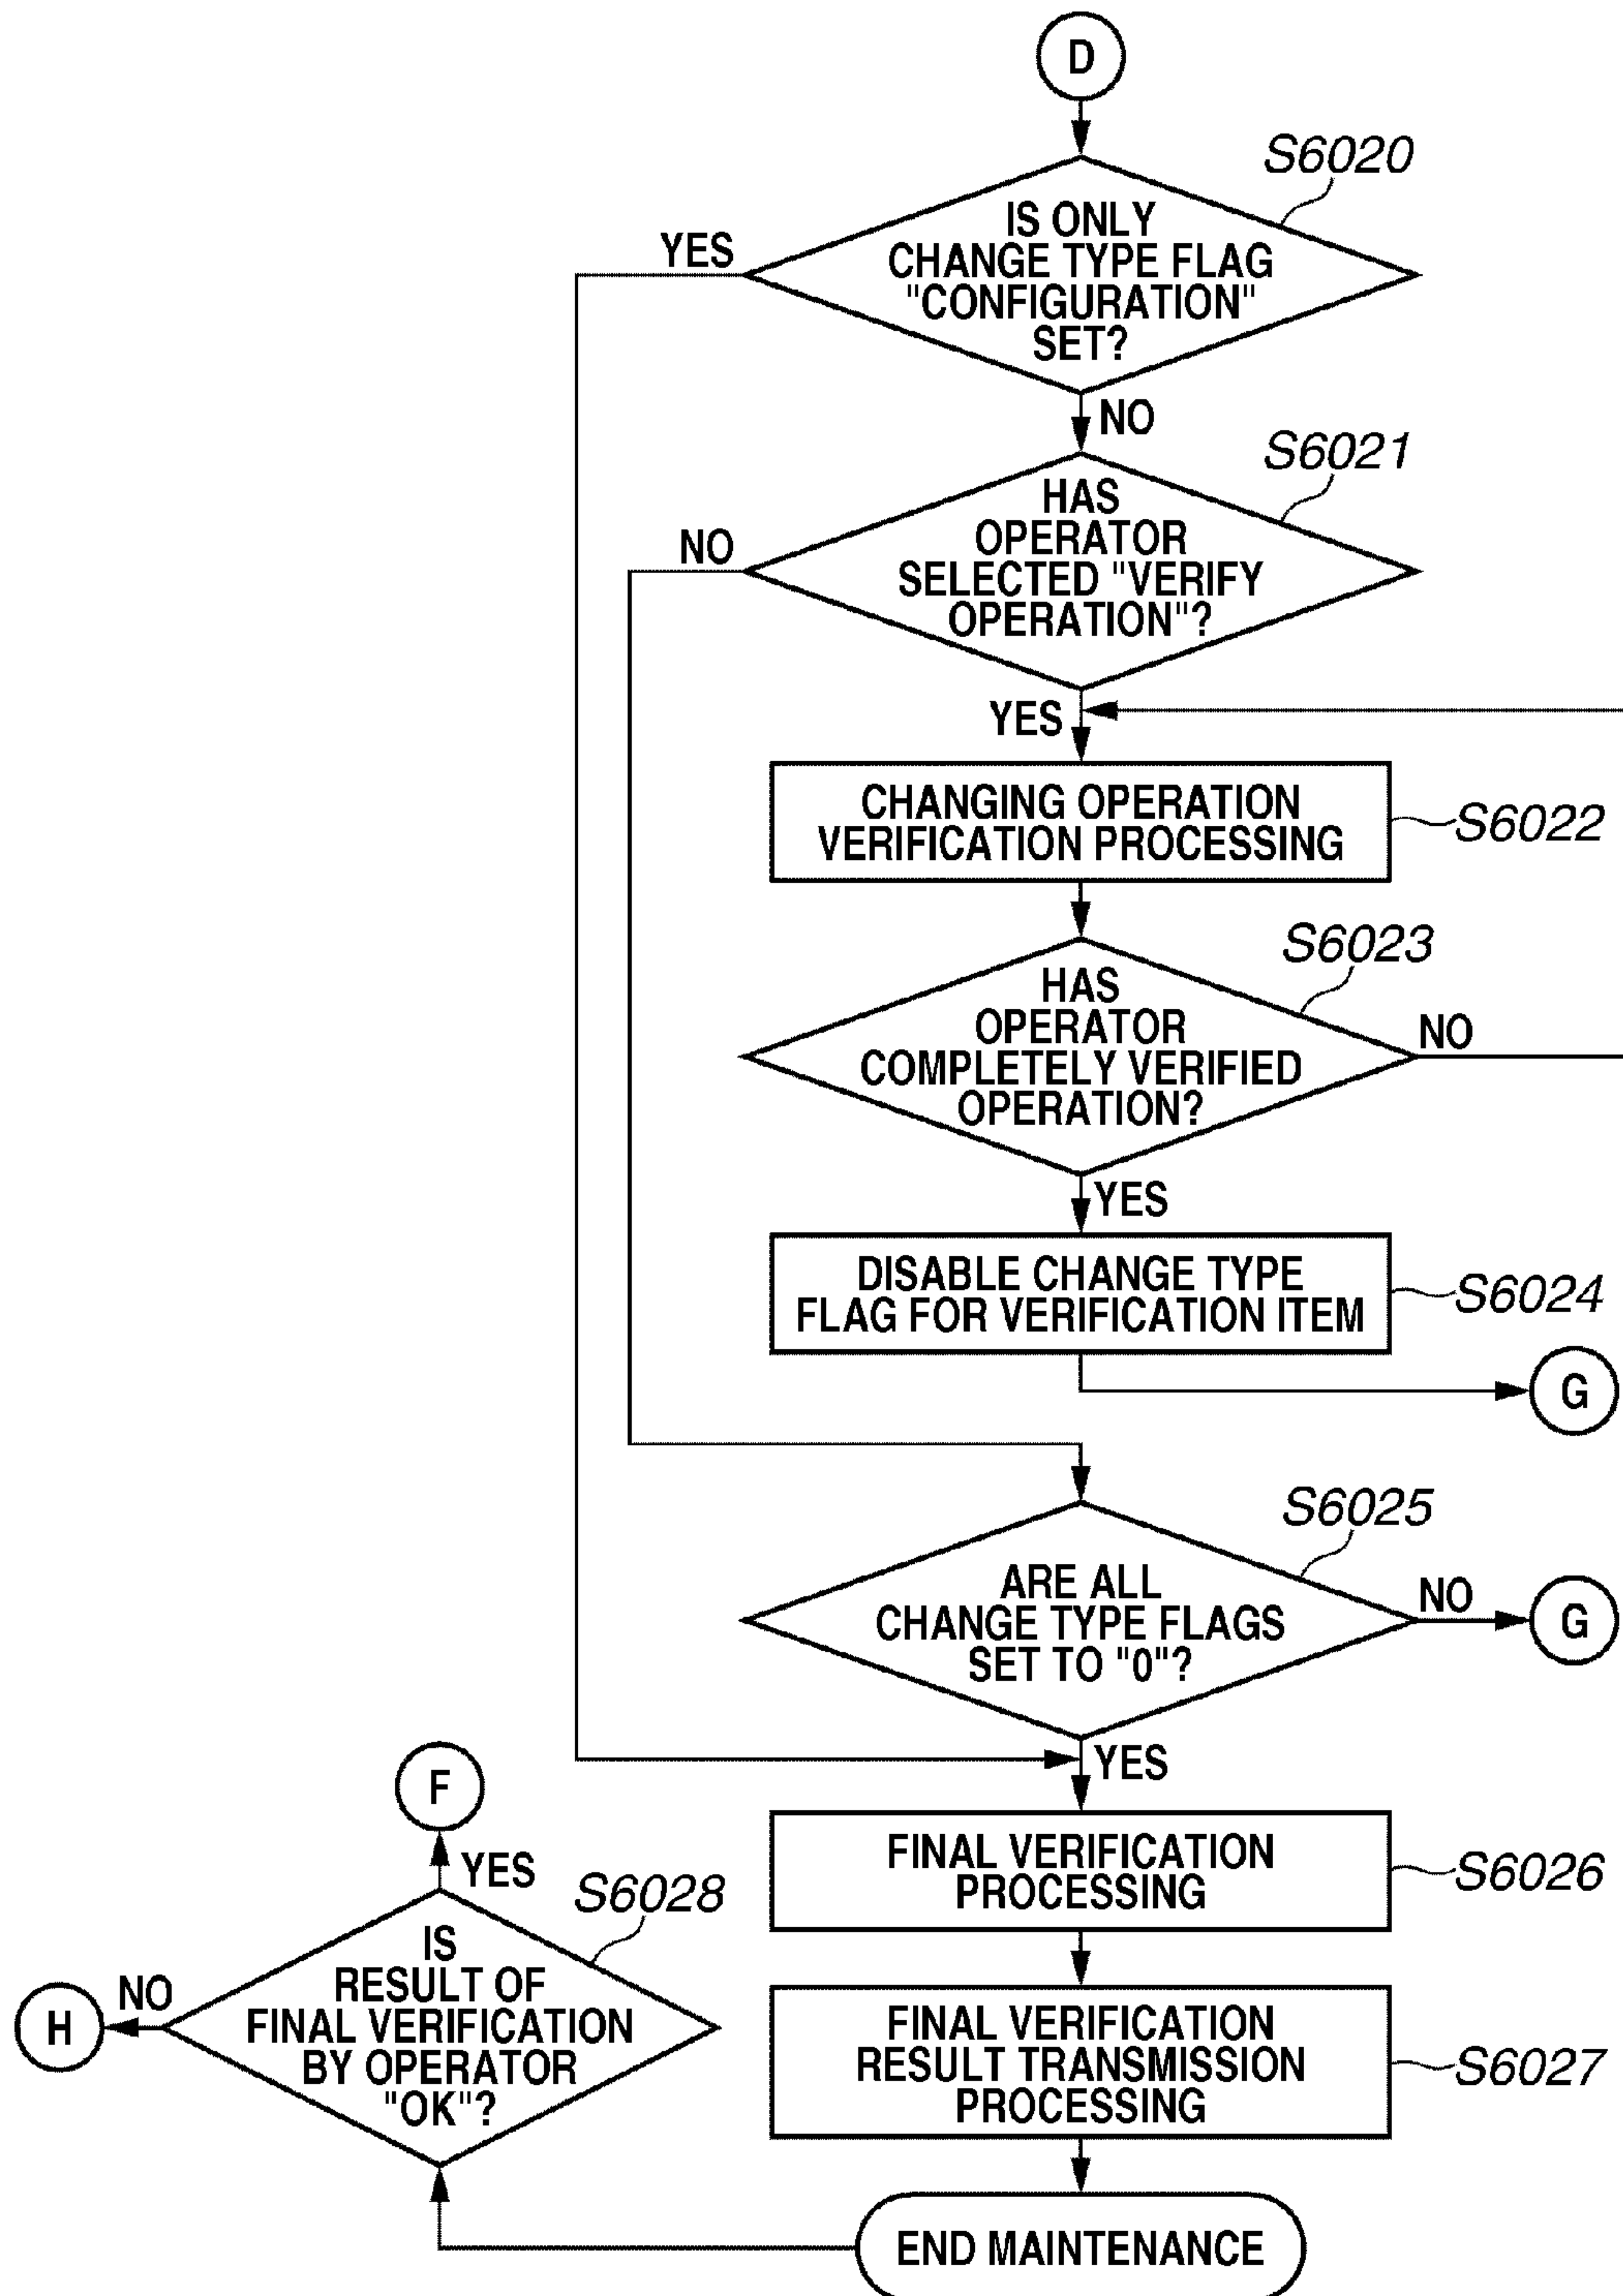 D
S6020
IS ONLY
CHANGE TYPE FLAG
"CONFIGURATION"
SET?
YES
NO
S6021
HAS
OPERATOR
SELECTED "VERIFY
OPERATION"?
NO
YES
CHANGING OPERATION
VERIFICATION PROCESSING
S6022
S6023
HAS
OPERATOR
COMPLETELY VERIFIED
OPERATION?
NO
YES
DISABLE CHANGE TYPE
FLAG FOR VERIFICATION ITEM
S6024
G
S6025
ARE ALL
CHANGE TYPE FLAGS
SET TO "0"?
NO
G
YES
FINAL VERIFICATION
PROCESSING
S6026
FINAL VERIFICATION
RESULT TRANSMISSION
PROCESSING
S6027
END MAINTENANCE
F
YES
S6028
IS
RESULT OF
FINAL VERIFICATION
BY OPERATOR
"OK"?
NO
H